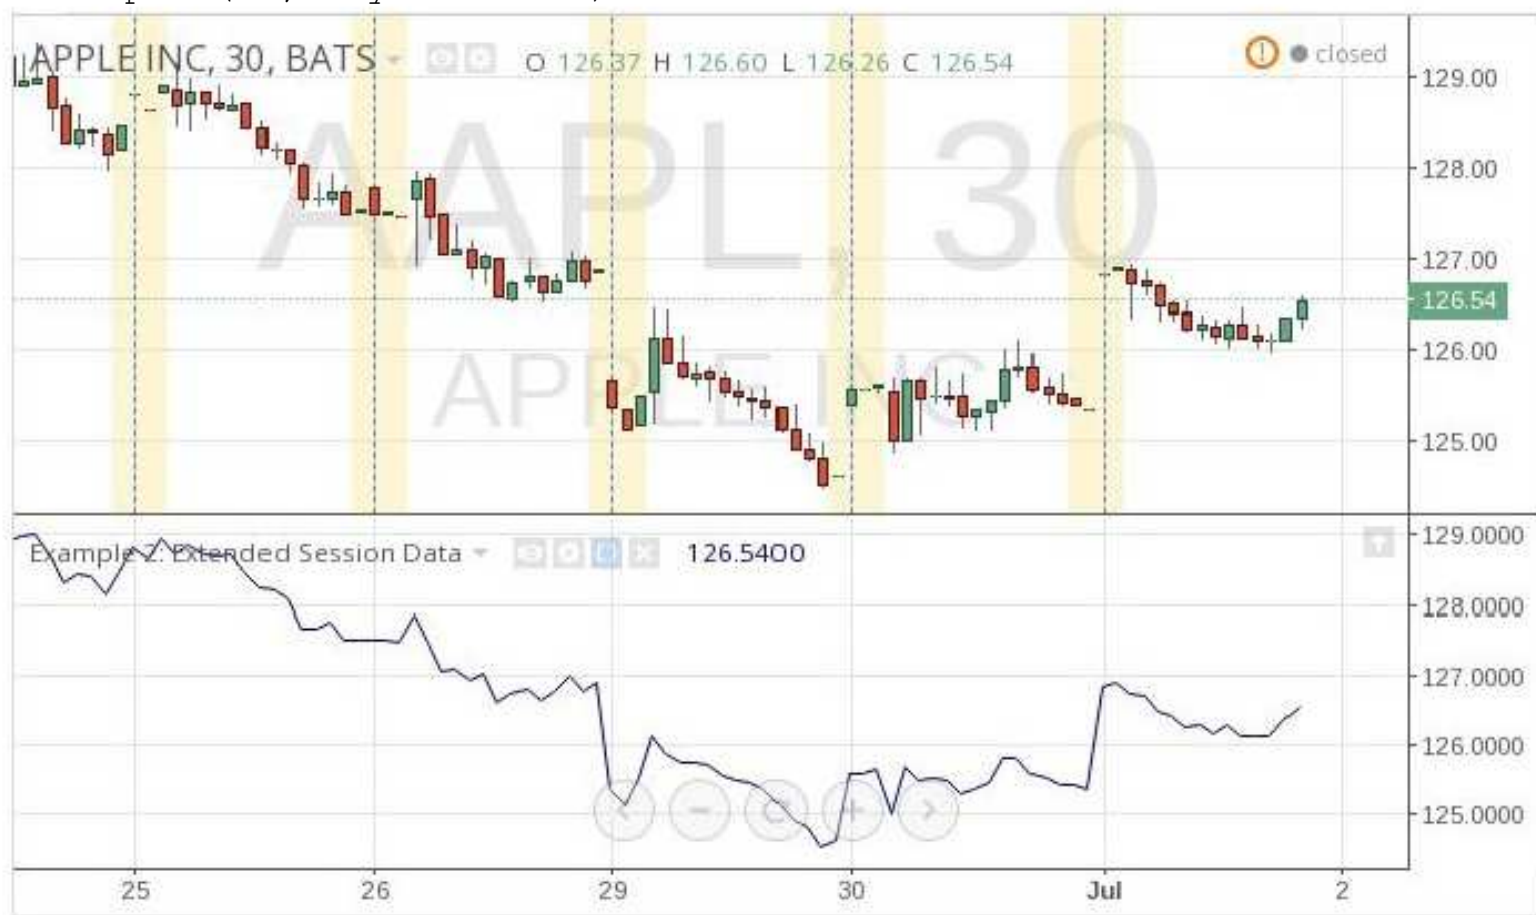 APPLE INC, 30, BATS O 126.37 H 126.60 L 126.26 C 126.54
closed
129.00
128.00
127.00
126.54
126.00
125.00
AAPL, 30
APPLE INC
Example 2: Extended Session Data 126.5400
129.0000
128.0000
127.0000
126.0000
125.0000
25 26 29 30 Jul 2